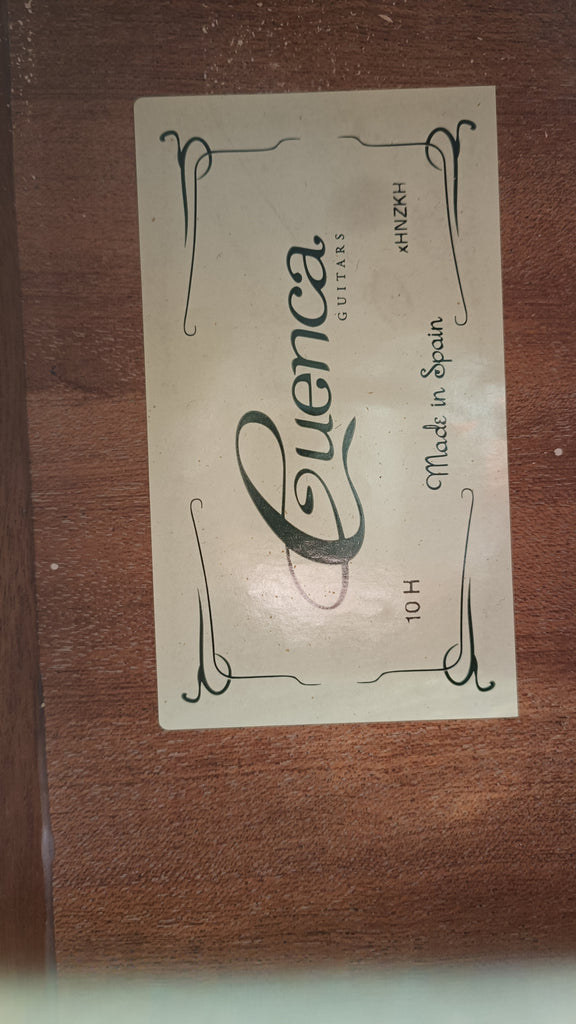 Cuenca
GUITARS
10 H
xHNZKH
Made in Spain